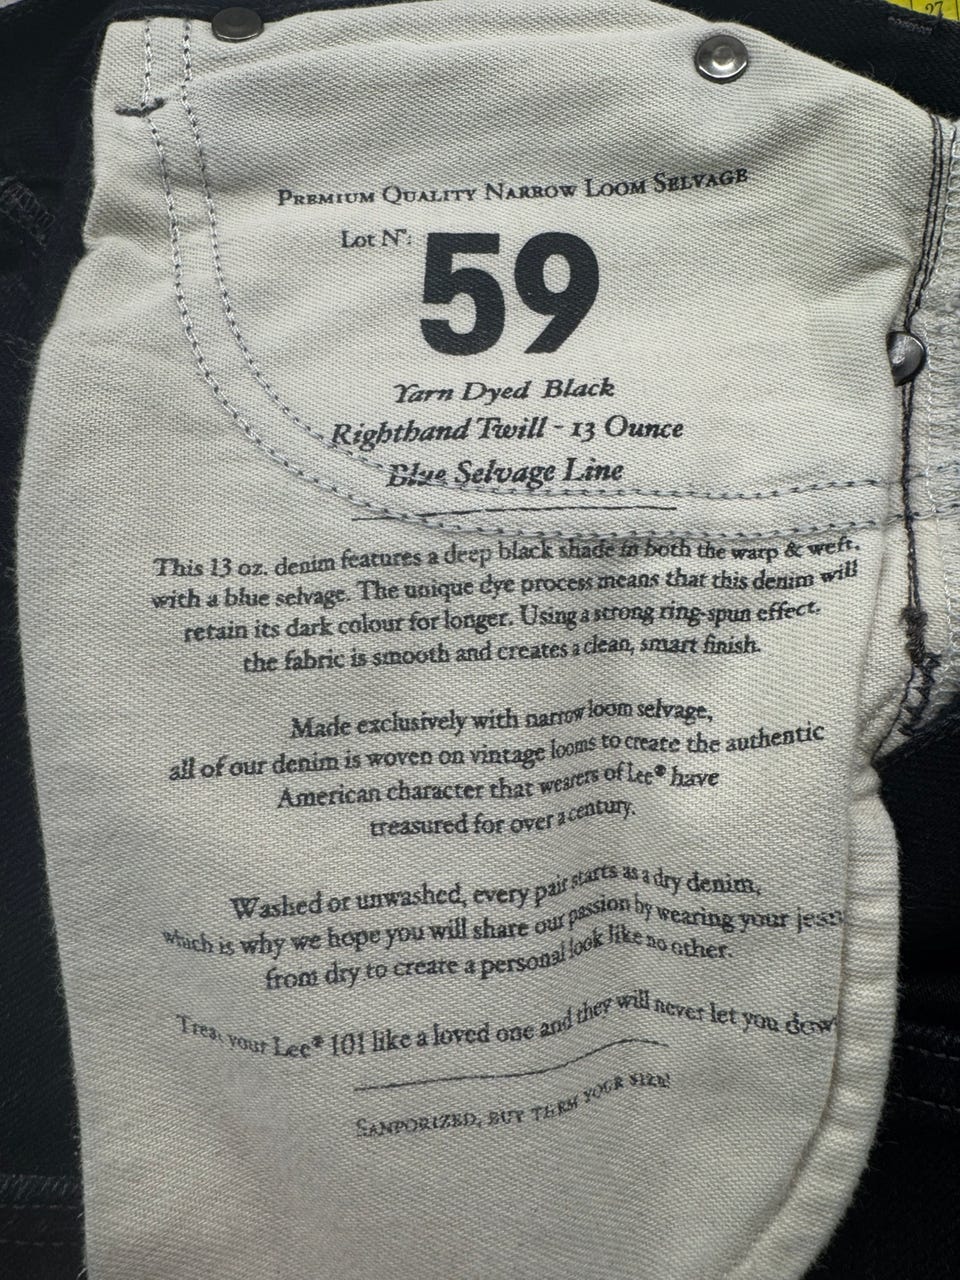 Premium Quality Narrow Loom Selvage
Lot N°:
59
Yarn Dyed Black
Righthand Twill - 13 Ounce
Blue Selvage Line
This 13 oz. denim features a deep black shade in both the warp & weft.
with a blue selvage. The unique dye process means that this denim will
retain its dark colour for longer. Using a strong ring-spun effect.
the fabric is smooth and creates a clean, smart finish.
Made exclusively with narrow loom selvage,
all of our denim is woven on vintage looms to create the authentic
American character that wearers of Lee® have
treasured for over a century.
Washed or unwashed, every pair starts as a dry denim,
which is why we hope you will share our passion by wearing your jean
from dry to create a personal look like no other.
Treat your Lee® 101 like a loved one and they will never let you dow
Sanforized, buy them your size!
27